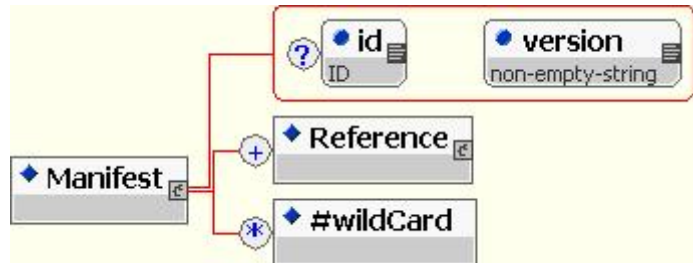 ? id version
ID non-empty-string
+ Reference
Manifest
* #wildCard